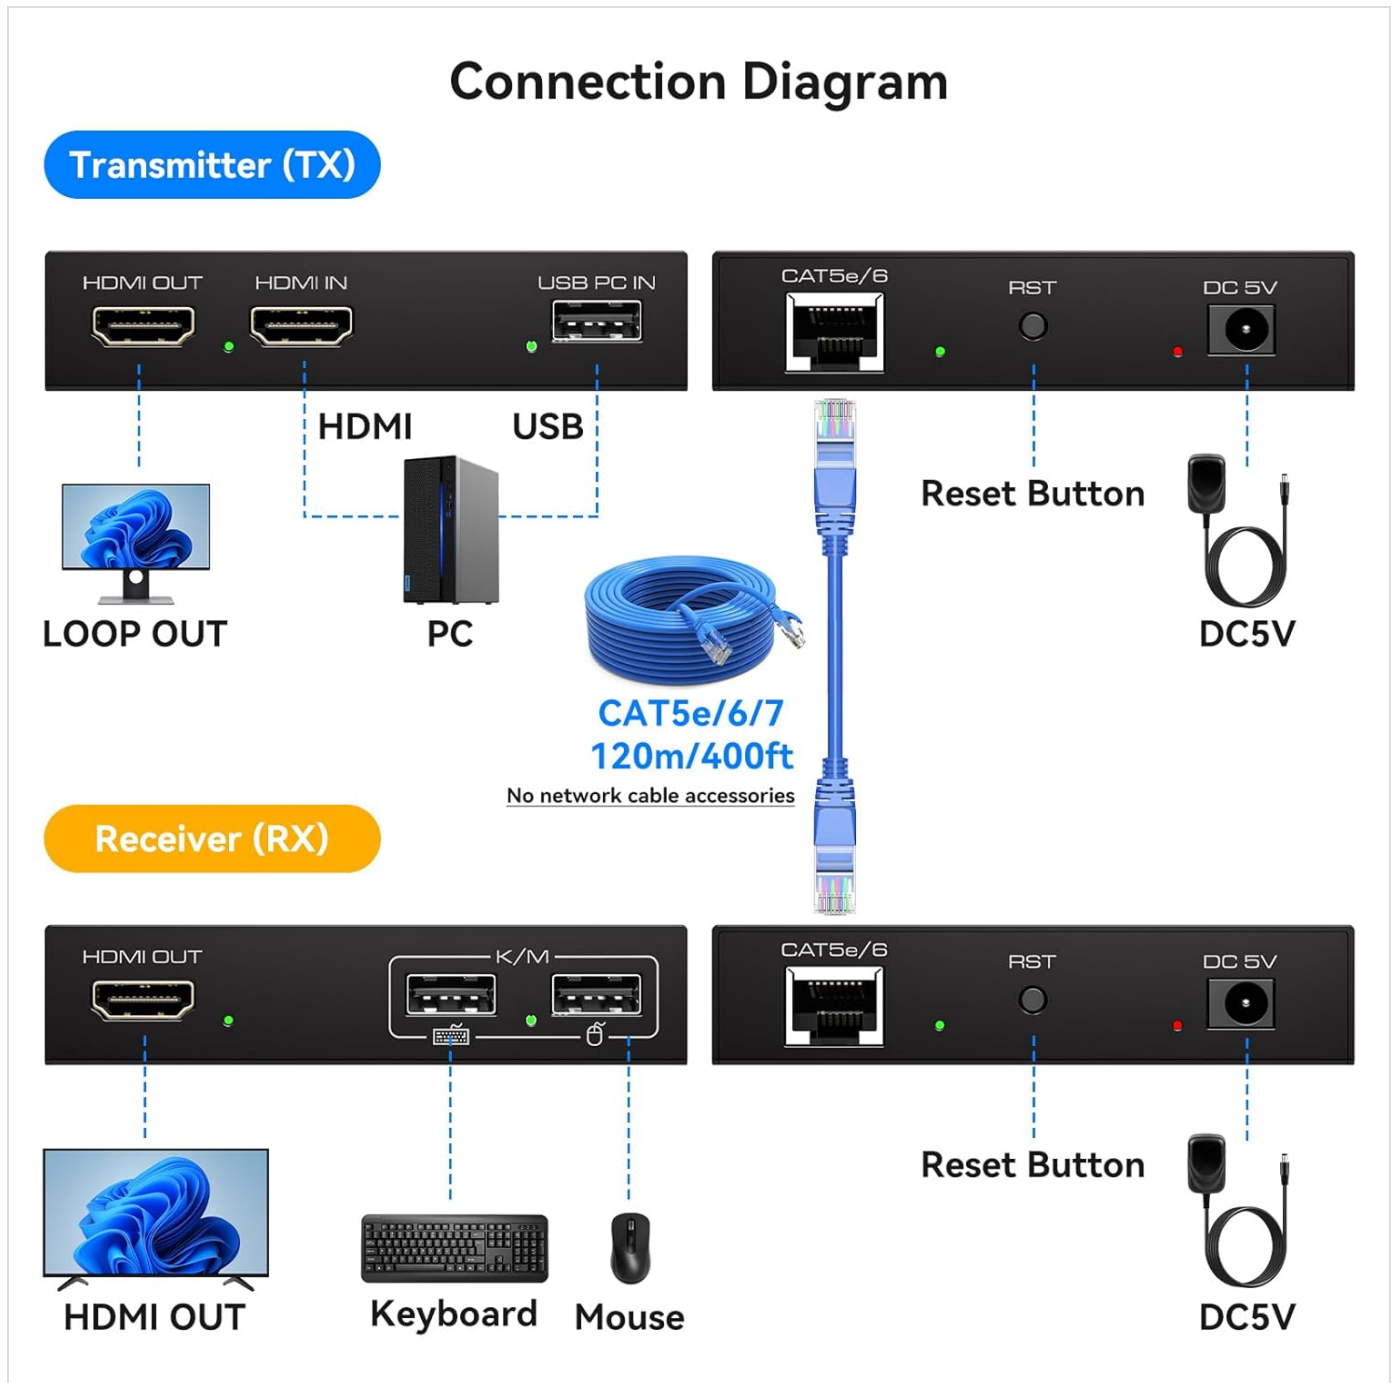 Connection Diagram
Transmitter (TX)
HDMI OUT
HDMI IN
USB PC IN
CAT5e/6
RST
DC 5V
HDMI
USB
Reset Button
LOOP OUT
PC
DC5V
CAT5e/6/7
120m/400ft
No network cable accessories
Receiver (RX)
HDMI OUT
K/M
CAT5e/6
RST
DC 5V
Reset Button
HDMI OUT
Keyboard
Mouse
DC5V